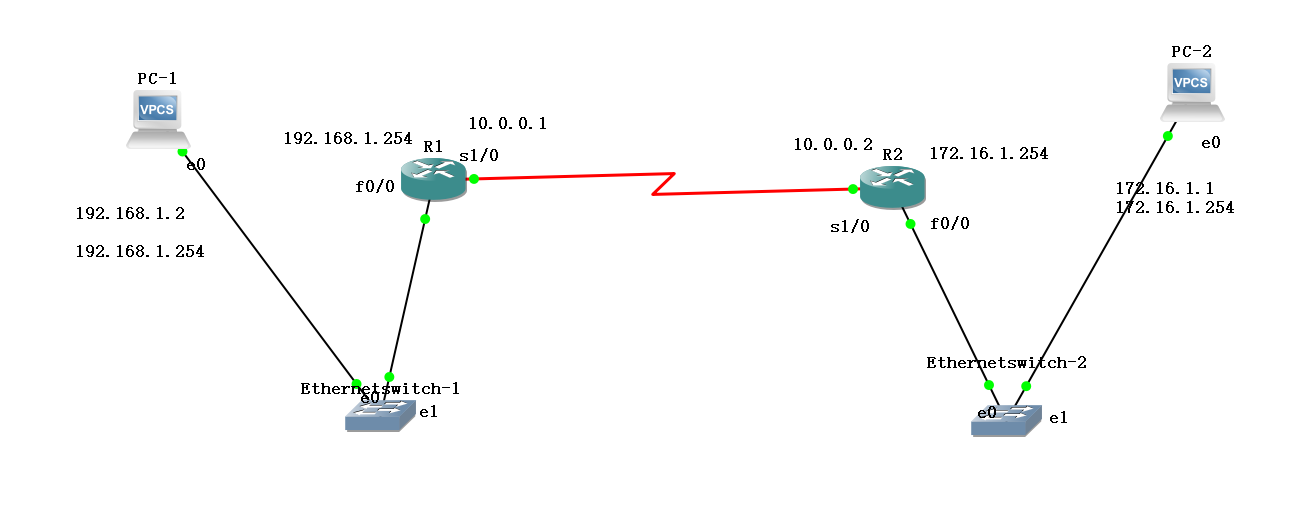 PC-2
PC-1
VPCS
VPCS
10.0.0.1
192.168.1.254
R1
s1/0
e0
f0/0
10.0.0.2
R2
172.16.1.254
e0
172.16.1.1
172.16.1.254
192.168.1.2
192.168.1.254
s1/0
f0/0
Ethernetswitch-1
e0
e1
Ethernetswitch-2
e0
e1